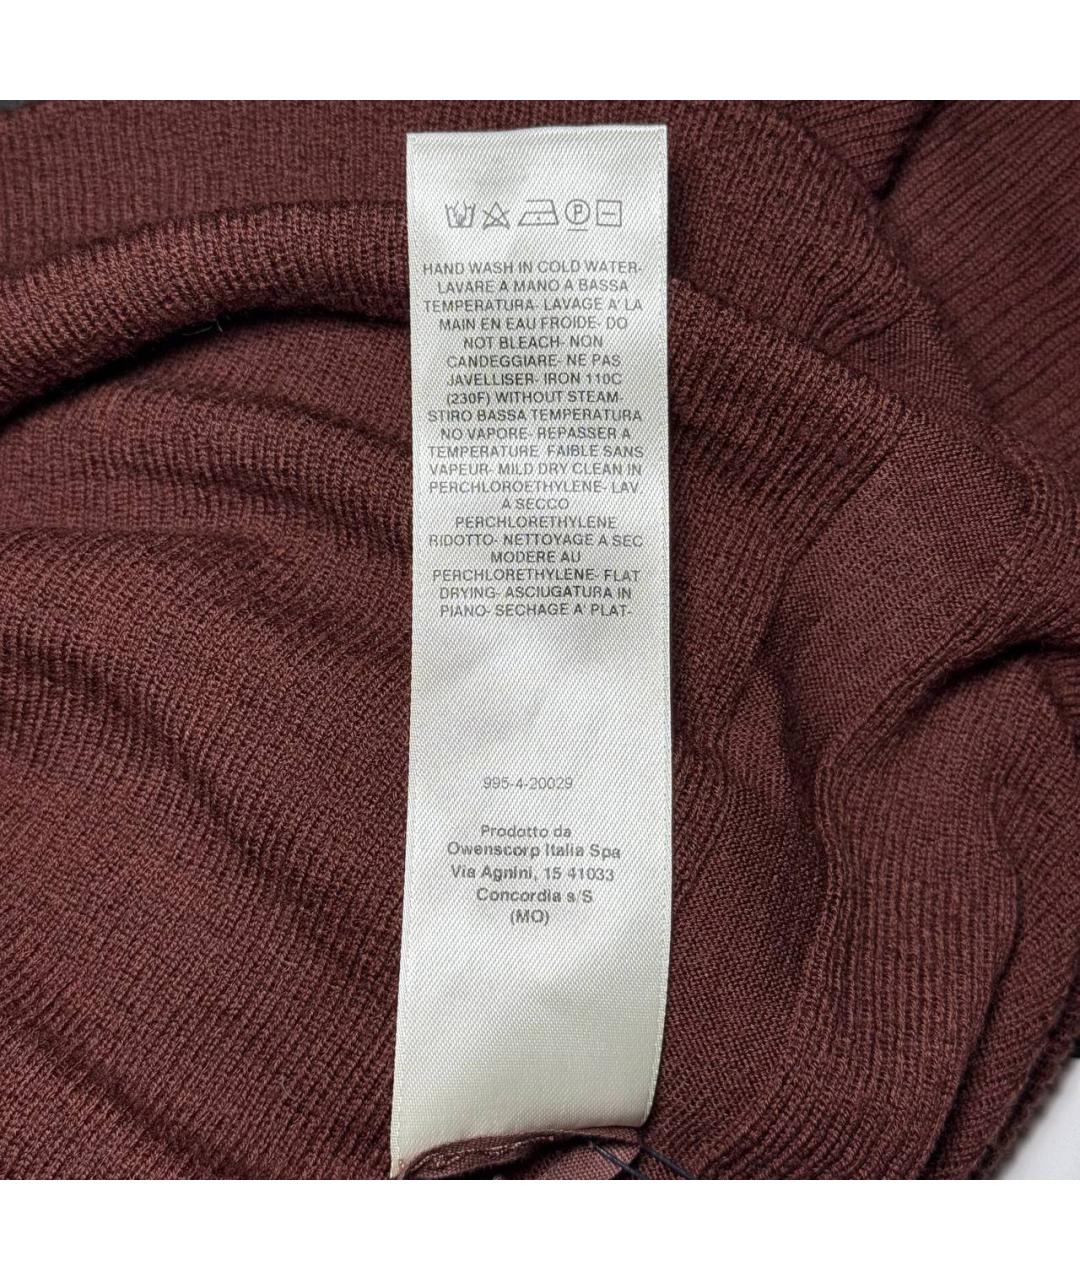 HAND WASH IN COLD WATER-
LAVARE A MANO A BASSA
TEMPERATURA- LAVAGE A' LA
MAIN EN EAU FROIDE- DO
NOT BLEACH- NON
CANDEGGIARE- NE PAS
JAVELLISER- IRON 110C
(230F) WITHOUT STEAM-
STIRO BASSA TEMPERATURA
NO VAPORE- REPASSER A
TEMPERATURE FAIBLE SANS
VAPEUR- MILD DRY CLEAN IN
PERCHLOROETHYLENE- LAV.
A SECCO
PERCHLORETHYLENE
RIDOTTO- NETTOYAGE A SEC
MODERE AU
PERCHLORETHYLENE- FLAT
DRYING- ASCIUGATURA IN
PIANO- SECHAGE A' PLAT-
995-4-20029
Prodotto da
Owenscorp Italia Spa
Via Agnini, 15 41033
Concordia s/S
(MO)